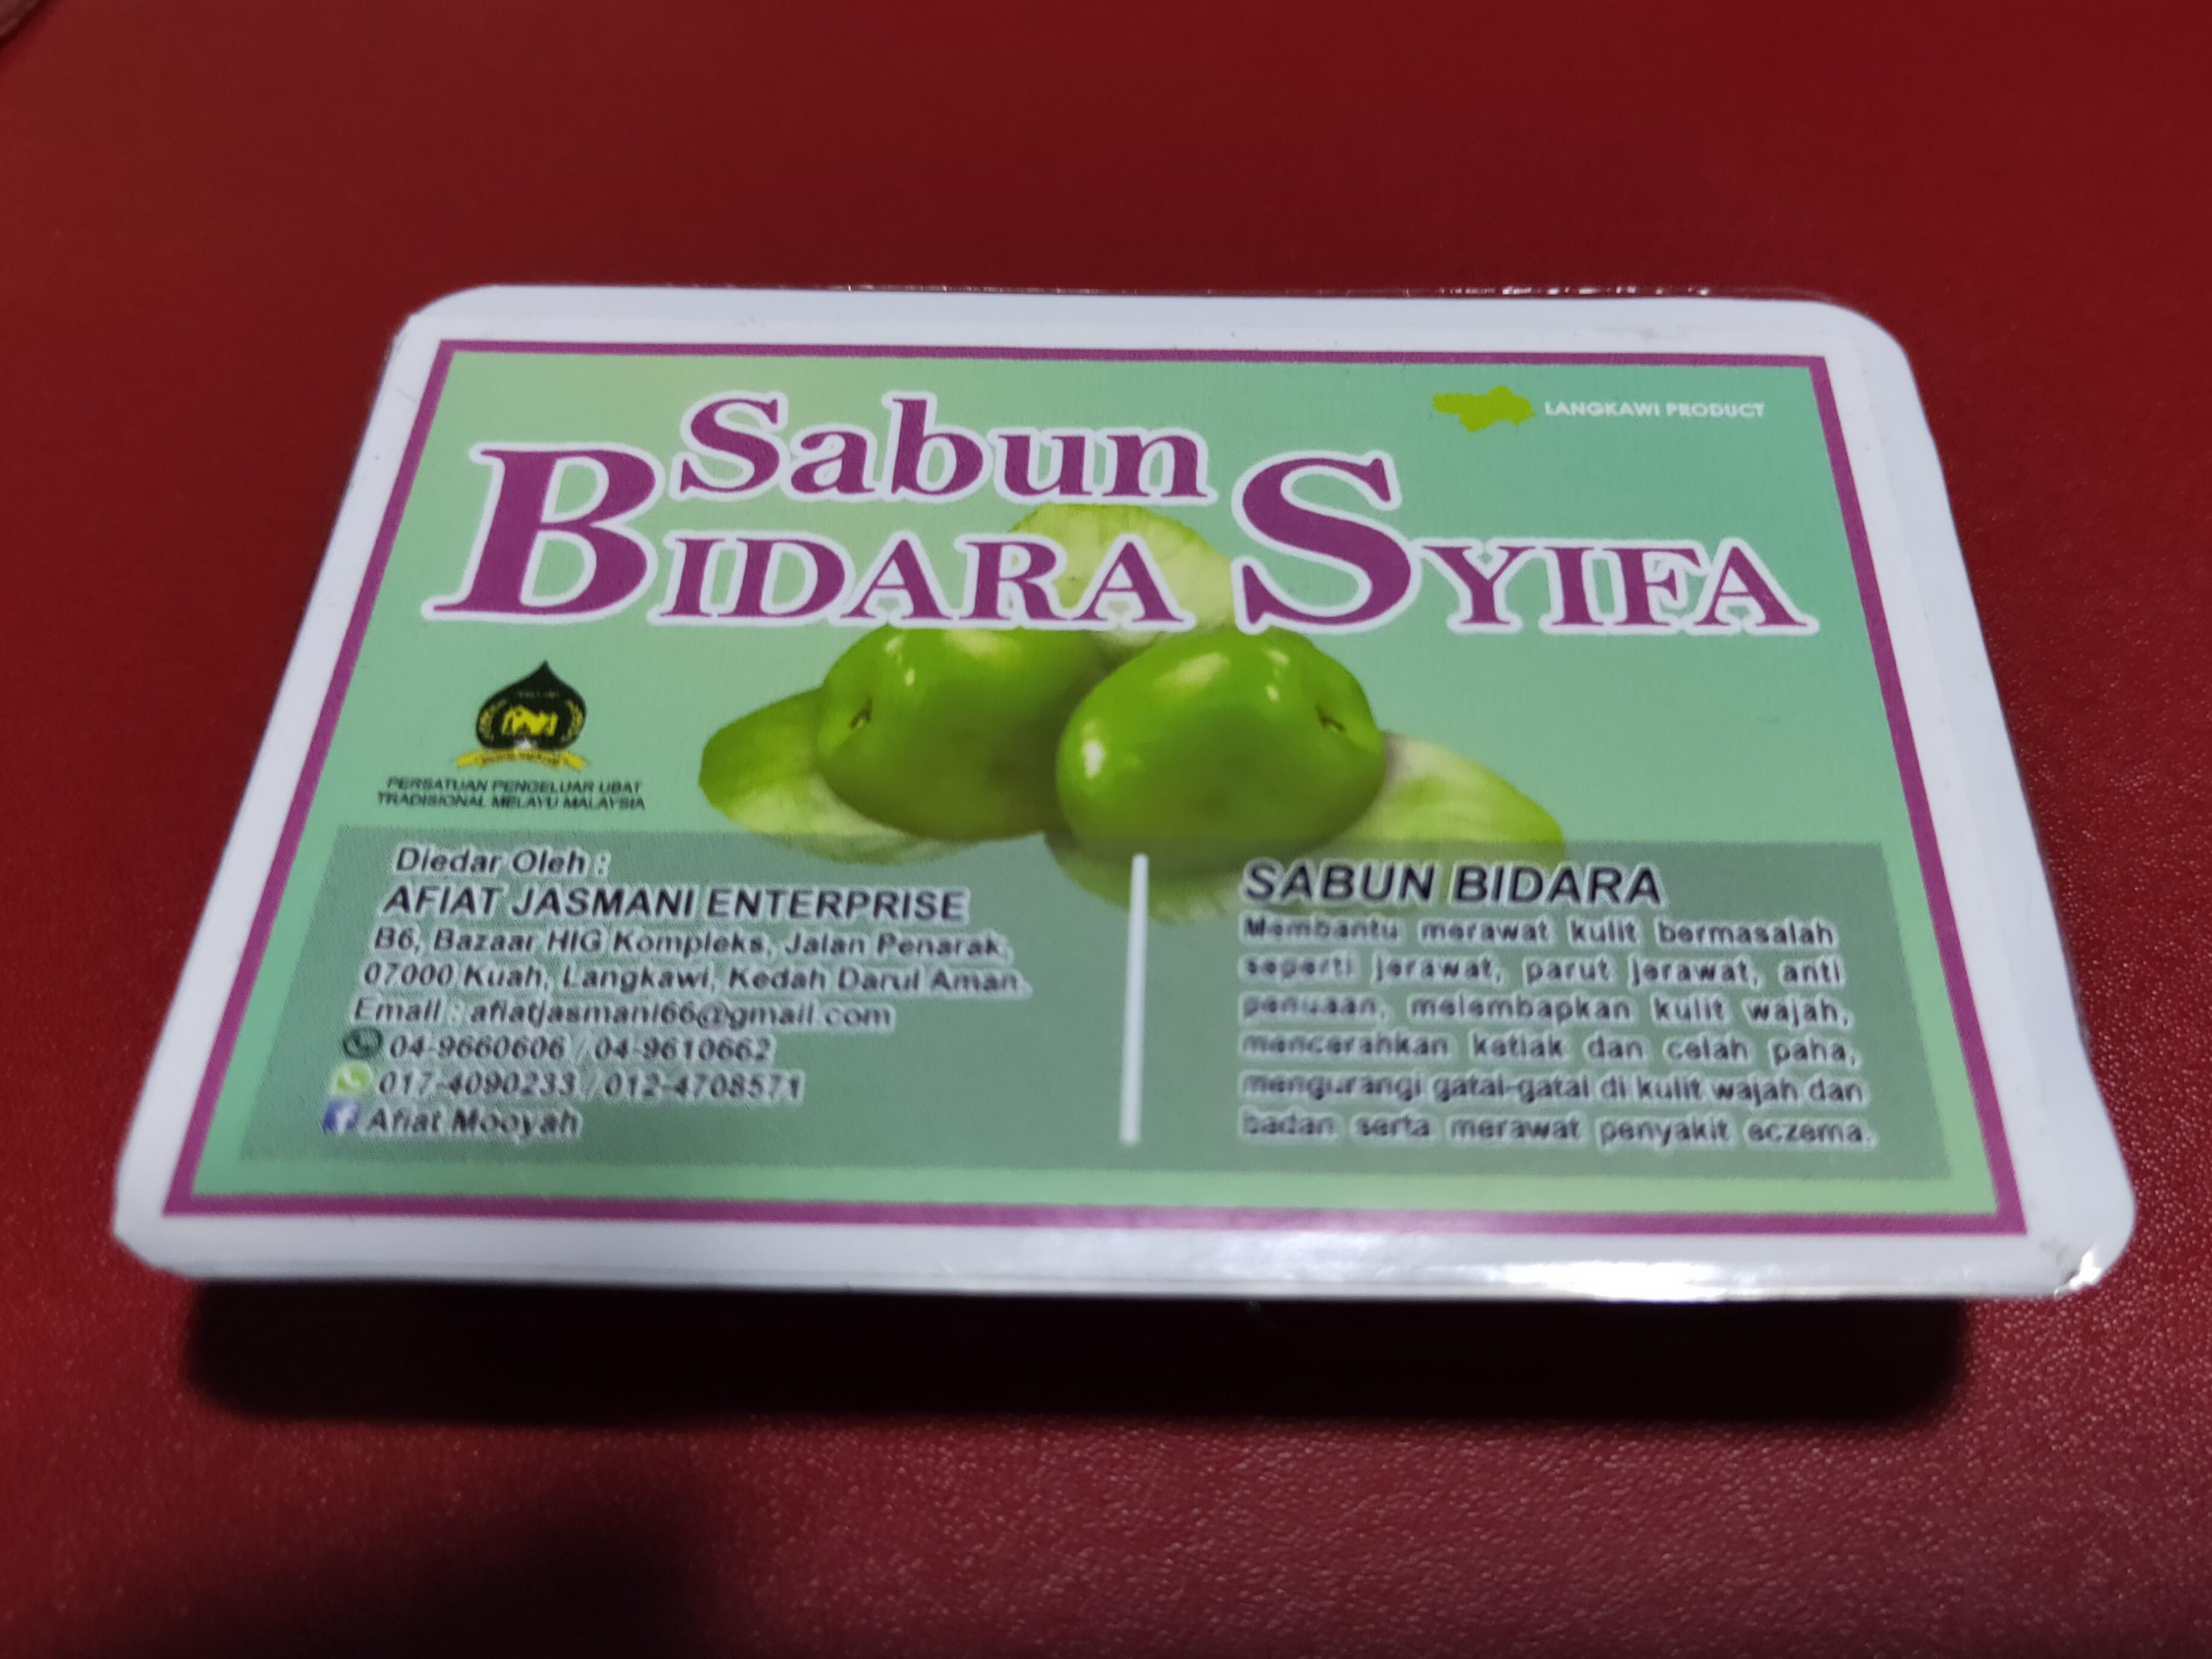 LANGKAWI PRODUCT
Sabun
BIDARA SYIFA
PERSATUAN PENGELUAR UBAT
TRADISIONAL MELAYU MALAYSIA
Diedar Oleh :
AFIAT JASMANI ENTERPRISE
B6, Bazaar HIG Kompleks, Jalan Penarak,
07000 Kuah, Langkawi, Kedah Darul Aman.
Email : afiatjasmani66@gmail.com
04-9660606 / 04-9610662
017-4090233 / 012-4708571
Afiat Mooyah
SABUN BIDARA
Membantu merawat kulit bermasalah
seperti jerawat, parut jerawat, anti
penuaan, melembapkan kulit wajah,
mencerahkan ketiak dan celah paha,
mengurangi gatal-gatal di kulit wajah dan
badan serta merawat penyakit eczema.